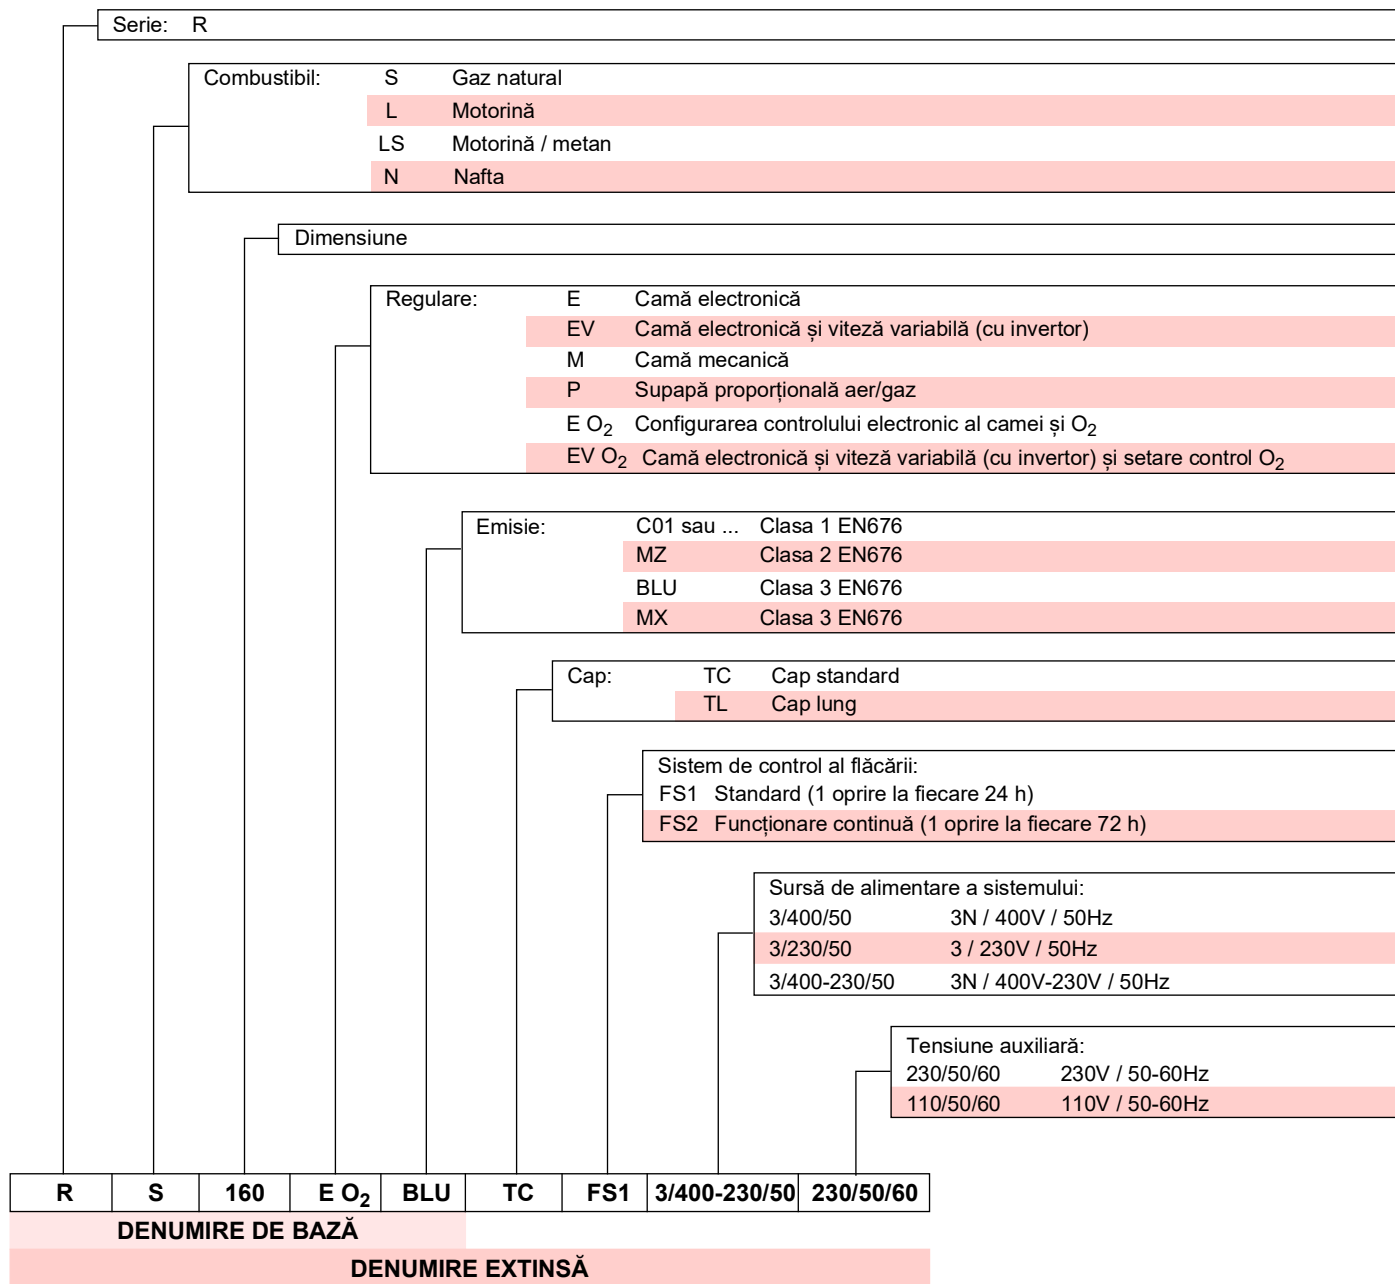 Serie: R
Combustibil: S Gaz natural
L Motorină
LS Motorină / metan
N Nafta
Dimensiune
Regulare: E Camă electronică
EV Camă electronică și viteză variabilă (cu invertor)
M Camă mecanică
P Supapă proporțională aer/gaz
E O2 Configurarea controlului electronic al camei și O2
EV O2 Camă electronică și viteză variabilă (cu invertor) și setare control O2
Emisie: C01 sau ... Clasa 1 EN676
MZ Clasa 2 EN676
BLU Clasa 3 EN676
MX Clasa 3 EN676
Cap: TC Cap standard
TL Cap lung
Sistem de control al flăcării:
FS1 Standard (1 oprire la fiecare 24 h)
FS2 Funcționare continuă (1 oprire la fiecare 72 h)
Sursă de alimentare a sistemului:
3/400/50 3N / 400V / 50Hz
3/230/50 3 / 230V / 50Hz
3/400-230/50 3N / 400V-230V / 50Hz
Tensiune auxiliară:
230/50/60 230V / 50-60Hz
110/50/60 110V / 50-60Hz
R S 160 E O2 BLU TC FS1 3/400-230/50 230/50/60
DENUMIRE DE BAZĂ
DENUMIRE EXTINSĂ